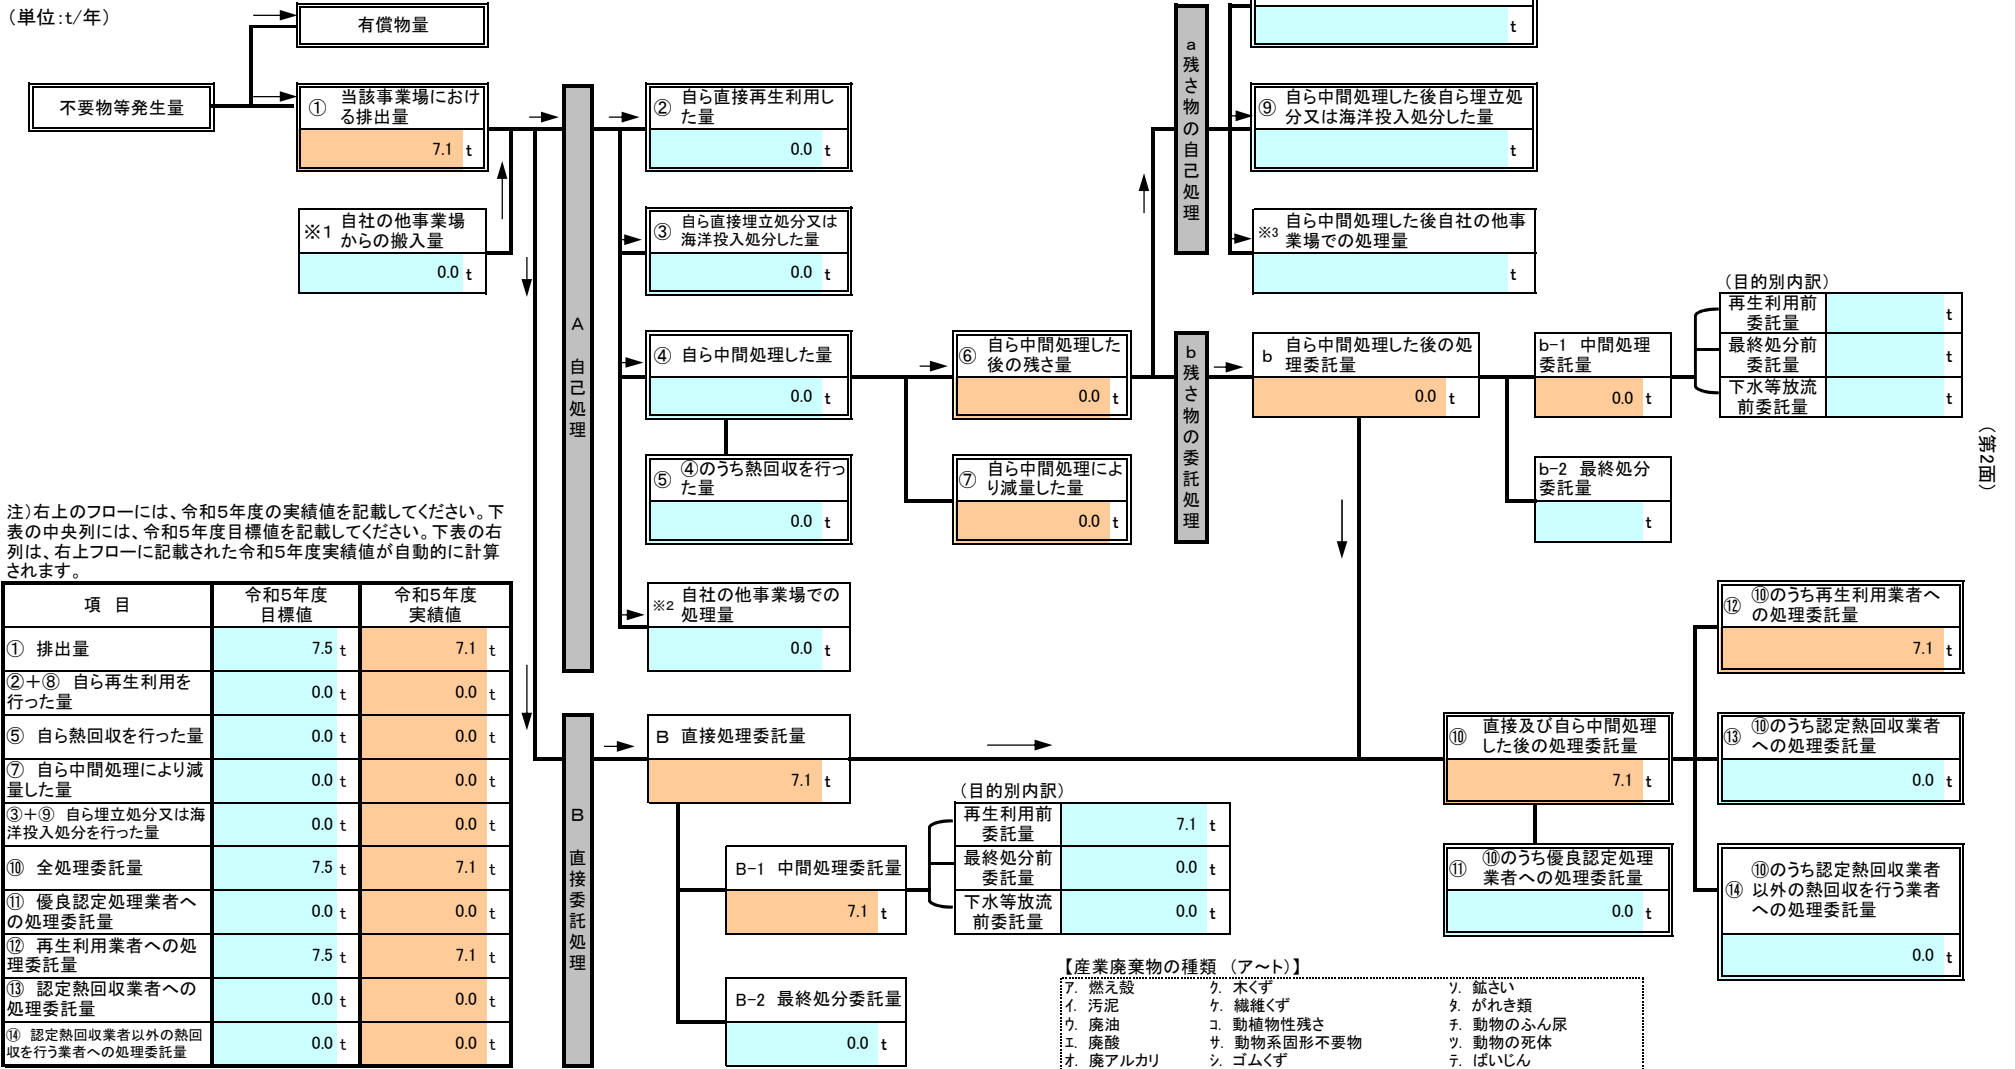 （単位：ｔ/年）
有償物量
不要物等発生量
① 当該事業場におけ
る排出量
7.1 t
※1 自社の他事業場
からの搬入量
0.0 t
A 自己処理
② 自ら直接再生利用し
た量
0.0 t
③ 自ら直接埋立処分又は
海洋投入処分した量
0.0 t
④ 自ら中間処理した量
0.0 t
⑤ ④のうち熱回収を行っ
た量
0.0 t
※2 自社の他事業場での
処理量
0.0 t
⑥ 自ら中間処理した
後の残さ量
0.0 t
⑦ 自ら中間処理によ
り減量した量
0.0 t
a残さ物の自己処理
t
⑨ 自ら中間処理した後自ら埋立処
分又は海洋投入処分した量
t
※3 自ら中間処理した後自社の他事
業場での処理量
t
b残さ物の委託処理
b 自ら中間処理した後の処
理委託量
0.0 t
b-1 中間処理
委託量
0.0 t
b-2 最終処分
委託量
t
（目的別内訳）
再生利用前
委託量
t
最終処分前
委託量
t
下水等放流
前委託量
t
（第2面）
注）右上のフローには、令和5年度の実績値を記載してください。下
表の中央列には、令和5年度目標値を記載してください。下表の右
列は、右上フローに記載された令和5年度実績値が自動的に計算
されます。
項 目 令和5年度 目標値 令和5年度 実績値
① 排出量 7.5 t 7.1 t
②＋⑧ 自ら再生利用を
行った量 0.0 t 0.0 t
⑤ 自ら熱回収を行った量 0.0 t 0.0 t
⑦ 自ら中間処理により減
量した量 0.0 t 0.0 t
③＋⑨ 自ら埋立処分又は海
洋投入処分を行った量 0.0 t 0.0 t
⑩ 全処理委託量 7.5 t 7.1 t
⑪ 優良認定処理業者へ
の処理委託量 0.0 t 0.0 t
⑫ 再生利用業者への処
理委託量 7.5 t 7.1 t
⑬ 認定熱回収業者への
処理委託量 0.0 t 0.0 t
⑭ 認定熱回収業者以外の熱回
収を行う業者への処理委託量 0.0 t 0.0 t
B 直接委託処理
B 直接処理委託量
7.1 t
B-1 中間処理委託量
7.1 t
B-2 最終処分委託量
0.0 t
（目的別内訳）
再生利用前
委託量
7.1 t
最終処分前
委託量
0.0 t
下水等放流
前委託量
0.0 t
⑩ 直接及び自ら中間処理
した後の処理委託量
7.1 t
⑪ ⑩のうち優良認定処理
業者への処理委託量
0.0 t
⑫ ⑩のうち再生利用業者へ
の処理委託量
7.1 t
⑬ ⑩のうち認定熱回収業者
への処理委託量
0.0 t
⑭ ⑩のうち認定熱回収業者
以外の熱回収を行う業者
への処理委託量
0.0 t
【産業廃棄物の種類 （ア～ト）】
ア. 燃え殻 ク. 木くず ソ. 鉱さい
イ. 汚泥 ケ. 繊維くず タ. がれき類
ウ. 廃油 コ. 動植物性残さ チ. 動物のふん尿
エ. 廃酸 サ. 動物系固形不要物 ツ. 動物の死体
オ. 廃アルカリ シ. ゴムくず テ. ばいじん